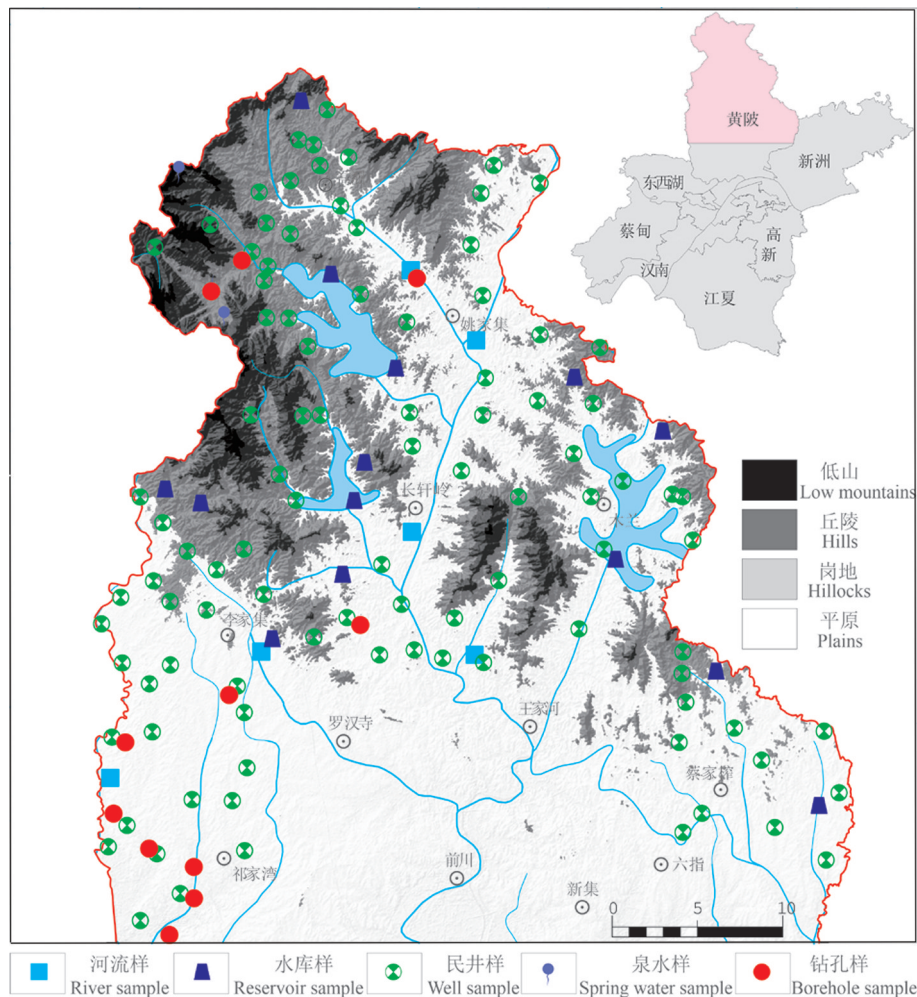 黄陂
新洲
东西湖
蔡甸
高
新
汉南
江夏
姚家集
长轩岭
木兰
低山
Low mountains
丘陵
Hills
岗地
Hillocks
平原
Plains
李家集
罗汉寺
王家河
蔡家榨
祁家湾
前川
六指
新集
0 5 10
河流样
River sample
水库样
Reservoir sample
民井样
Well sample
泉水样
Spring water sample
钻孔样
Borehole sample